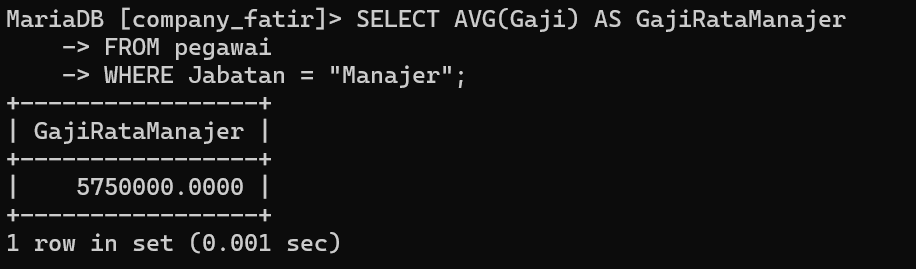 MariaDB [company_fatir]> SELECT AVG(Gaji) AS GajiRataManajer
    -> FROM pegawai
    -> WHERE Jabatan = "Manajer";
+-----------------+
| GajiRataManajer |
+-----------------+
|    5750000.0000 |
+-----------------+
1 row in set (0.001 sec)